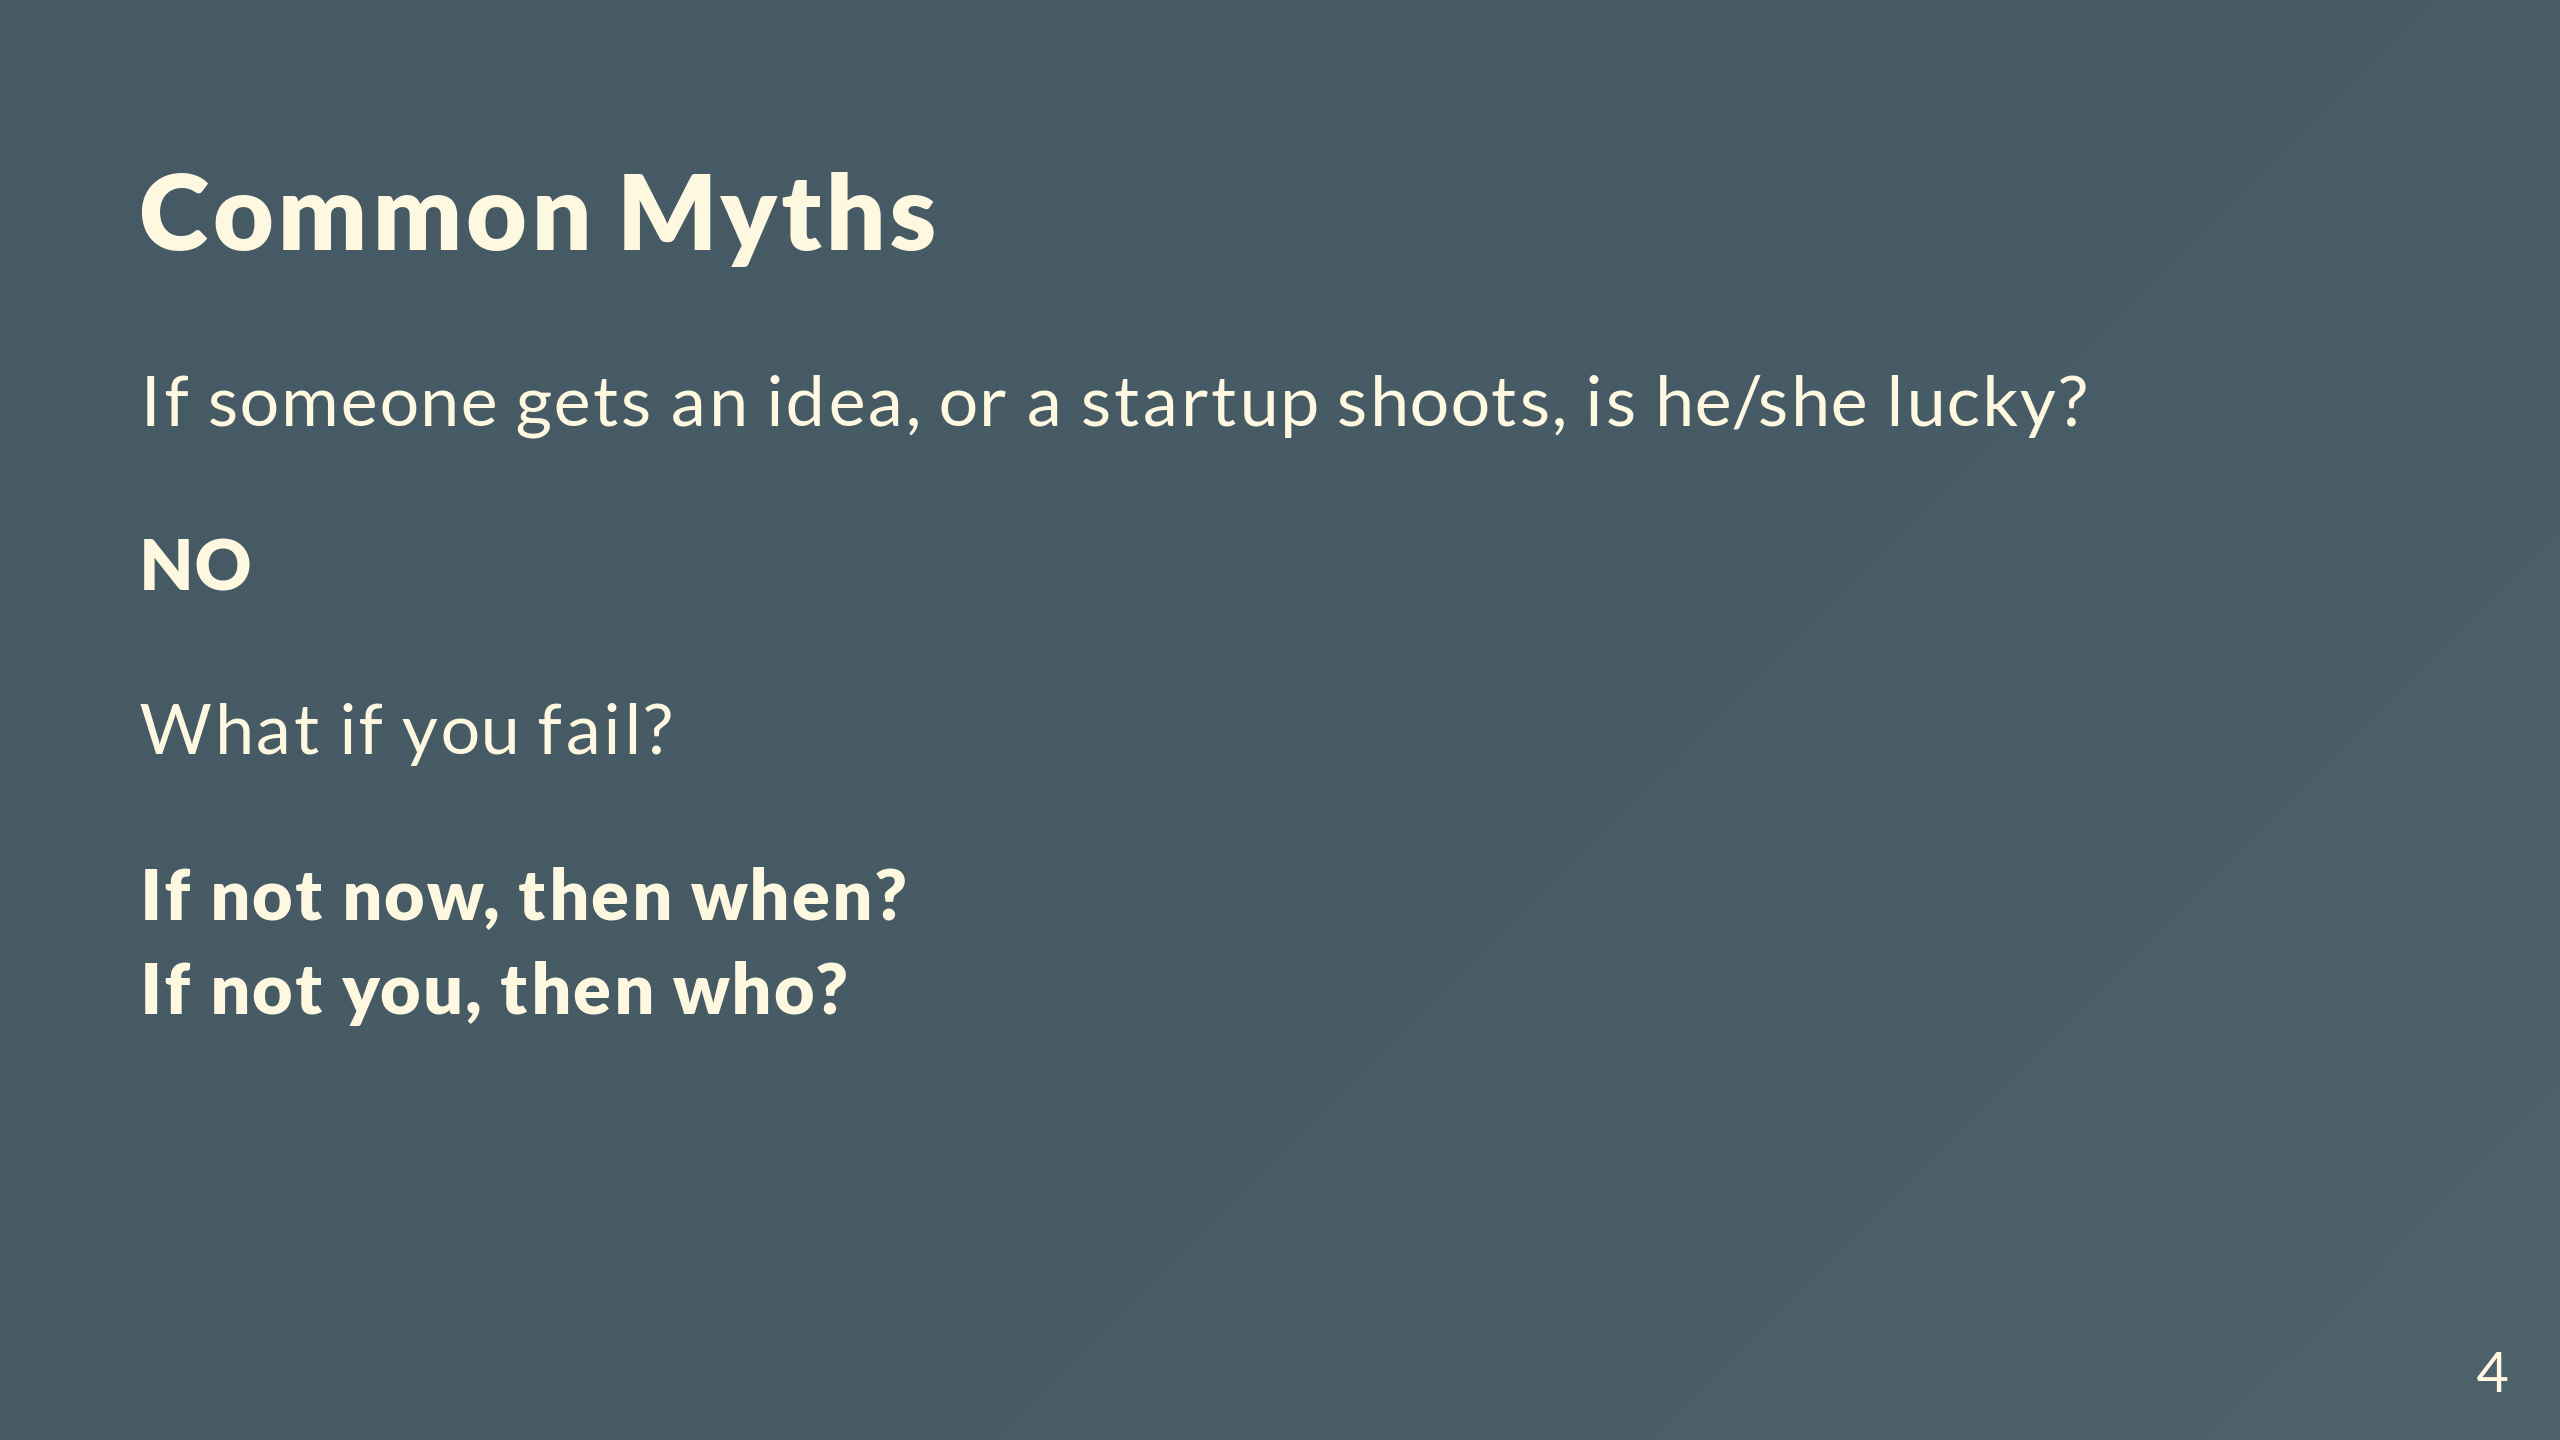 Common Myths
If someone gets an idea, or a startup shoots, is he/she lucky?
NO
What if you fail?
If not now, then when?
If not you, then who?
4